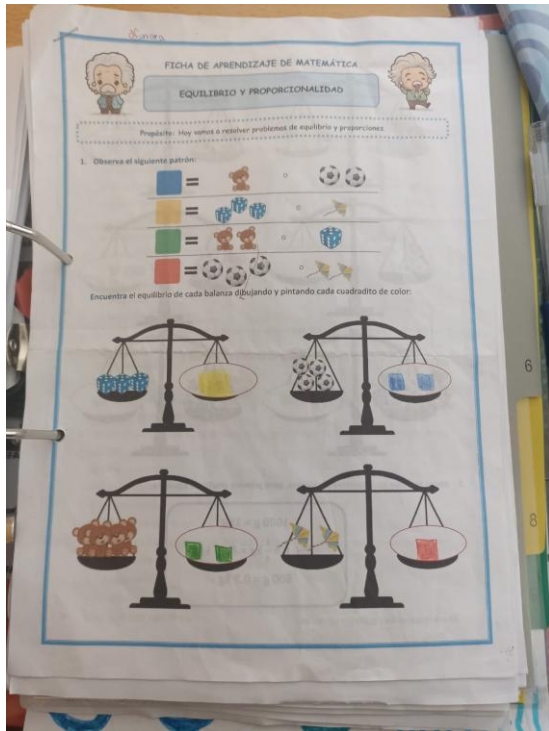 FICHA DE APRENDIZAJE DE MATEMÁTICA
EQUILIBRIO Y PROPORCIONALIDAD
Propósito: Hoy vamos a resolver problemas de equilibrio y proporciones
1. Observa el siguiente patrón:
= o
= o
= o
= o
Encuentra el equilibrio de cada balanza dibujando y pintando cada cuadradito de color:
6
8